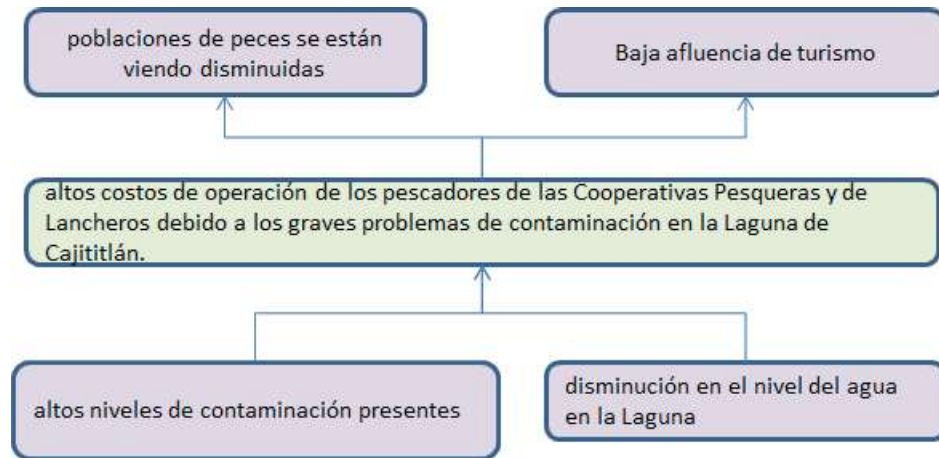 poblaciones de peces se están
viendo disminuidas
Baja afluencia de turismo
altos costos de operación de los pescadores de las Cooperativas Pesqueras y de
Lancheros debido a los graves problemas de contaminación en la Laguna de
Cajititlán.
altos niveles de contaminación presentes
disminución en el nivel del agua
en la Laguna